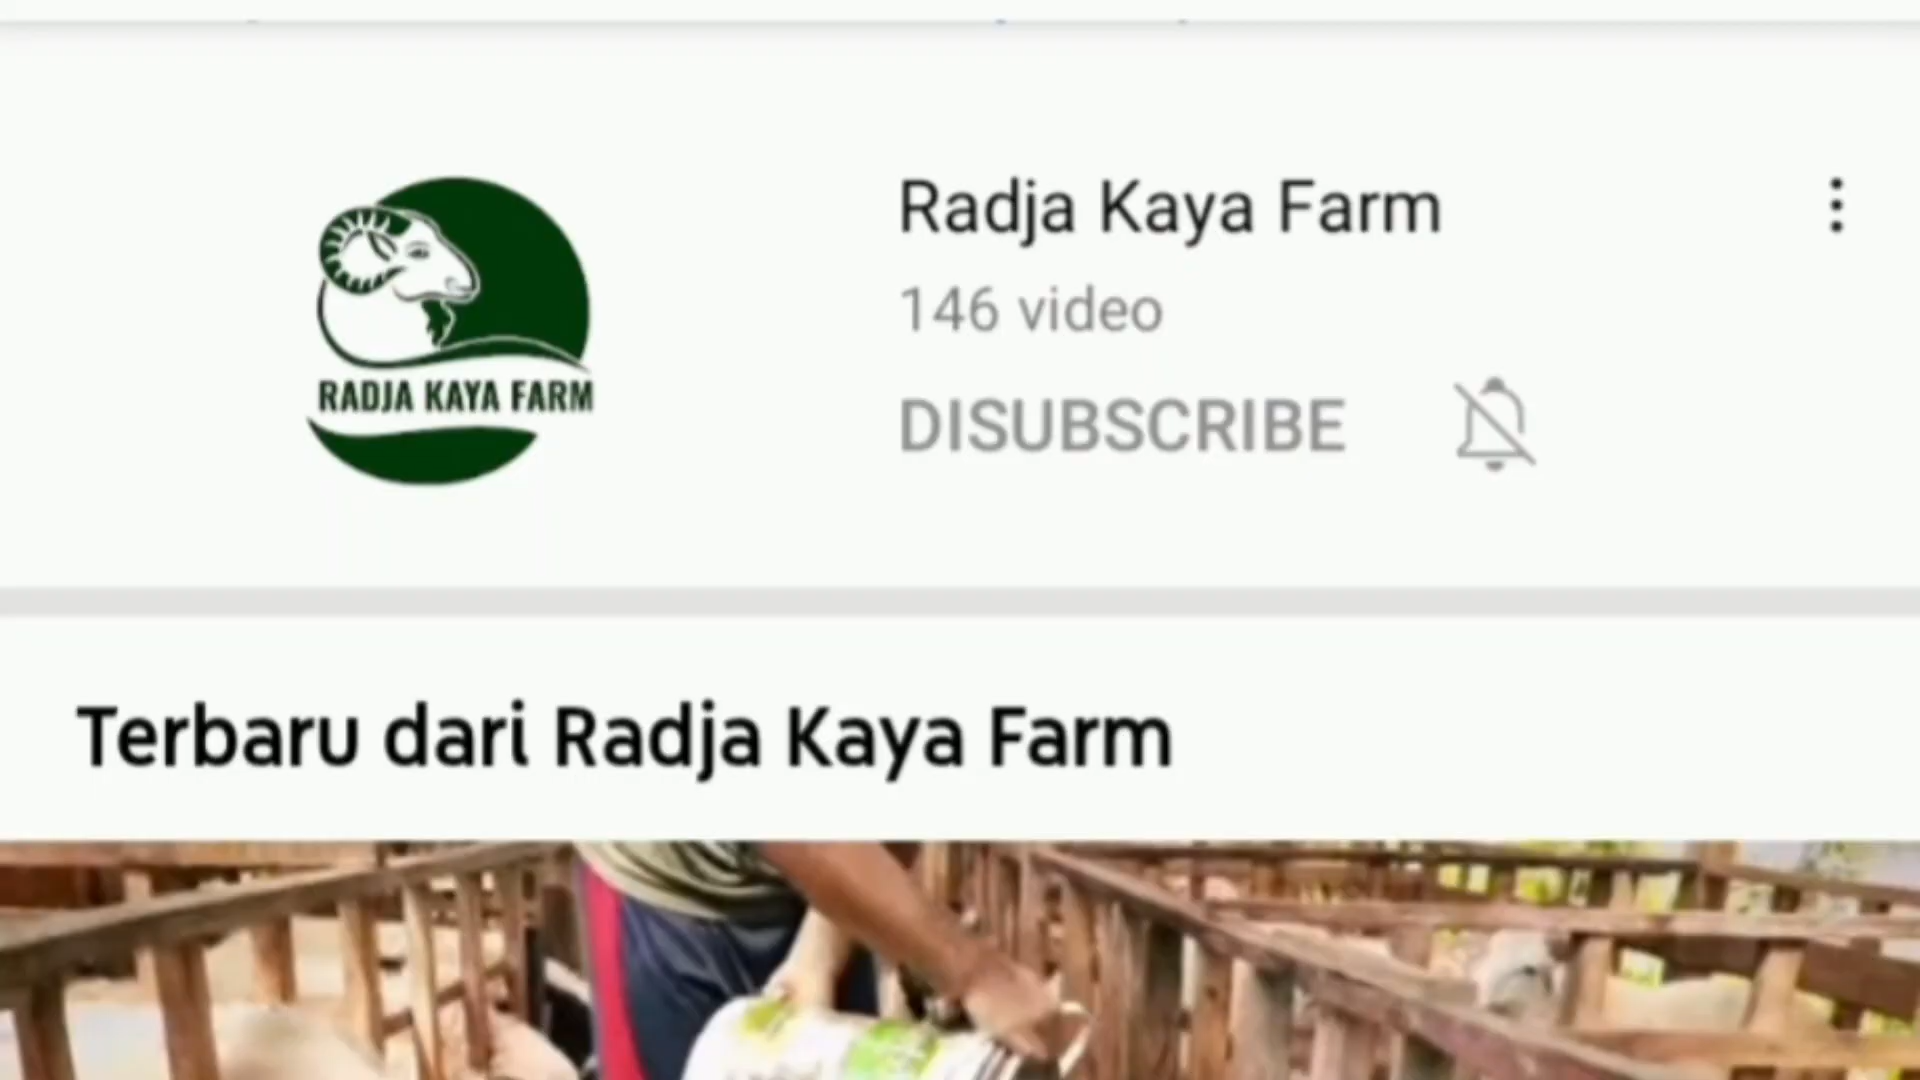 Radja Kaya Farm
146 video
RADJA KAYA FARM
DISUBSCRIBE
Terbaru dari Radja Kaya Farm